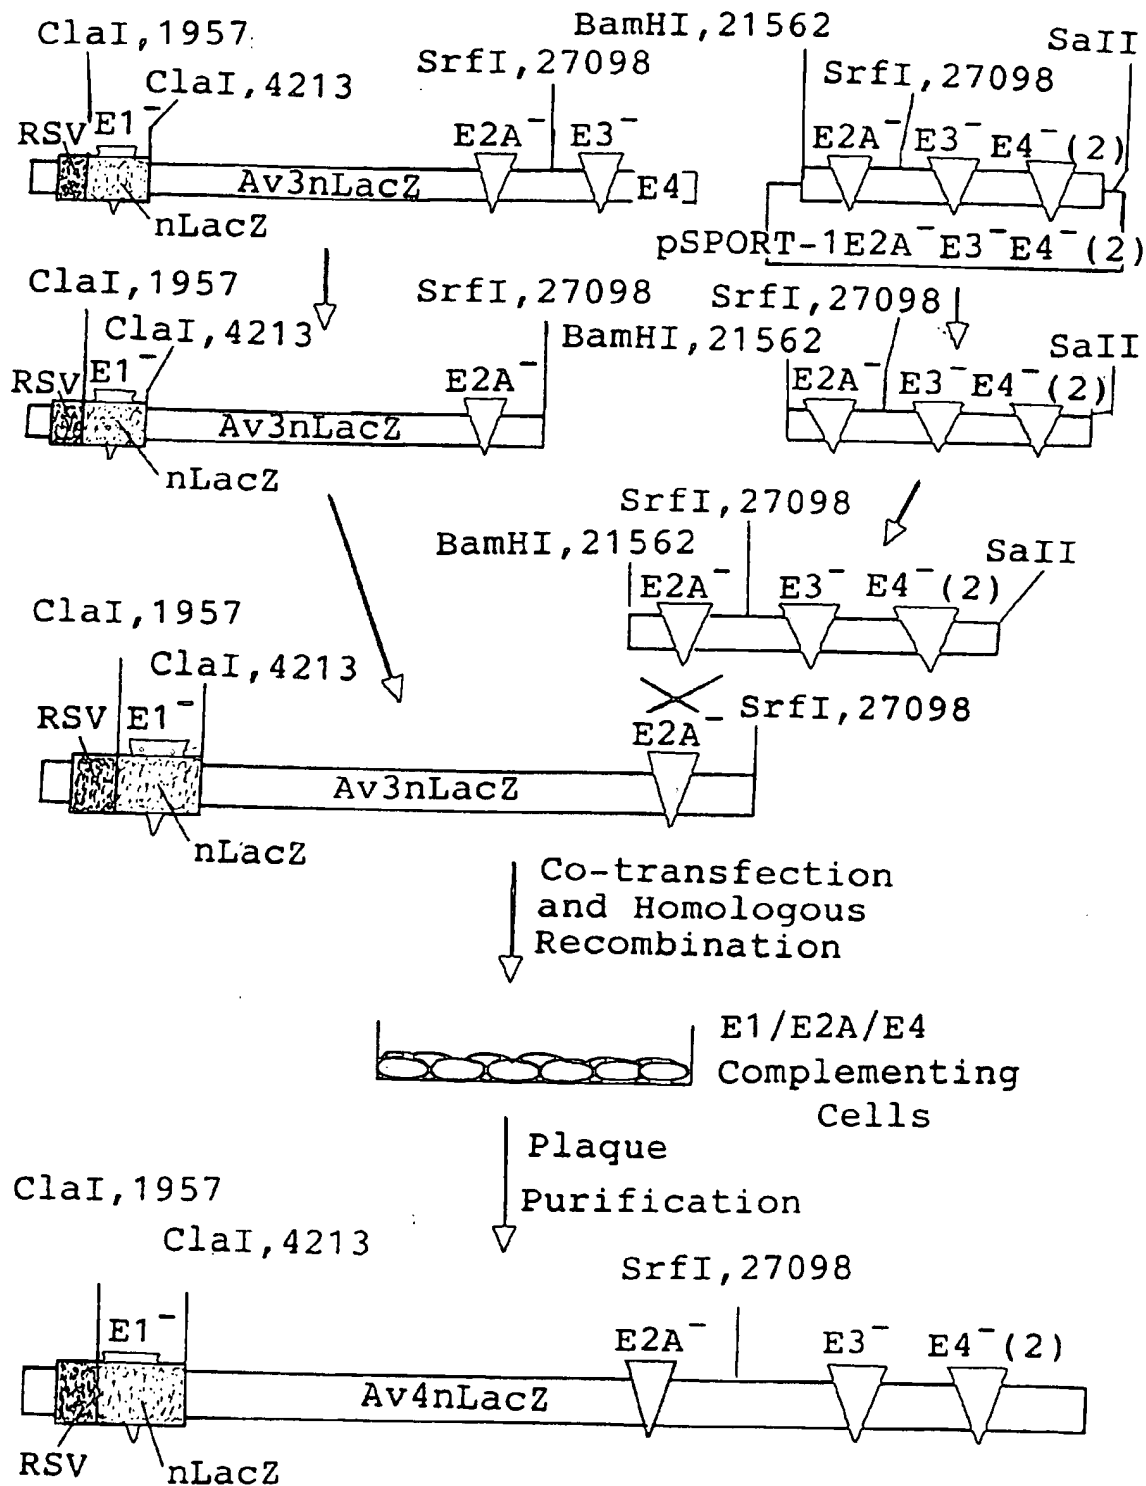 ClaI,1957
ClaI,4213
RSV
E1-
SrfI,27098
E2A-
E3-
E4]
Av3nLacZ
nLacZ
BamHI,21562
SaII
SrfI,27098
E2A-
E3-
E4-(2)
pSPORT-1E2A-E3-E4-(2)
ClaI,1957
ClaI,4213
RSV
E1-
SrfI,27098
E2A-
Av3nLacZ
nLacZ
SrfI,27098
BamHI,21562
SaII
E2A-
E3-
E4-(2)
SrfI,27098
BamHI,21562
SaII
E2A-
E3-
E4-(2)
ClaI,1957
ClaI,4213
RSV
E1-
SrfI,27098
E2A-
Av3nLacZ
nLacZ
Co-transfection
and Homologous
Recombination
E1/E2A/E4
Complementing
Cells
Plaque
Purification
ClaI,1957
ClaI,4213
SrfI,27098
E1-
E2A-
E3-
E4-(2)
Av4nLacZ
RSV
nLacZ